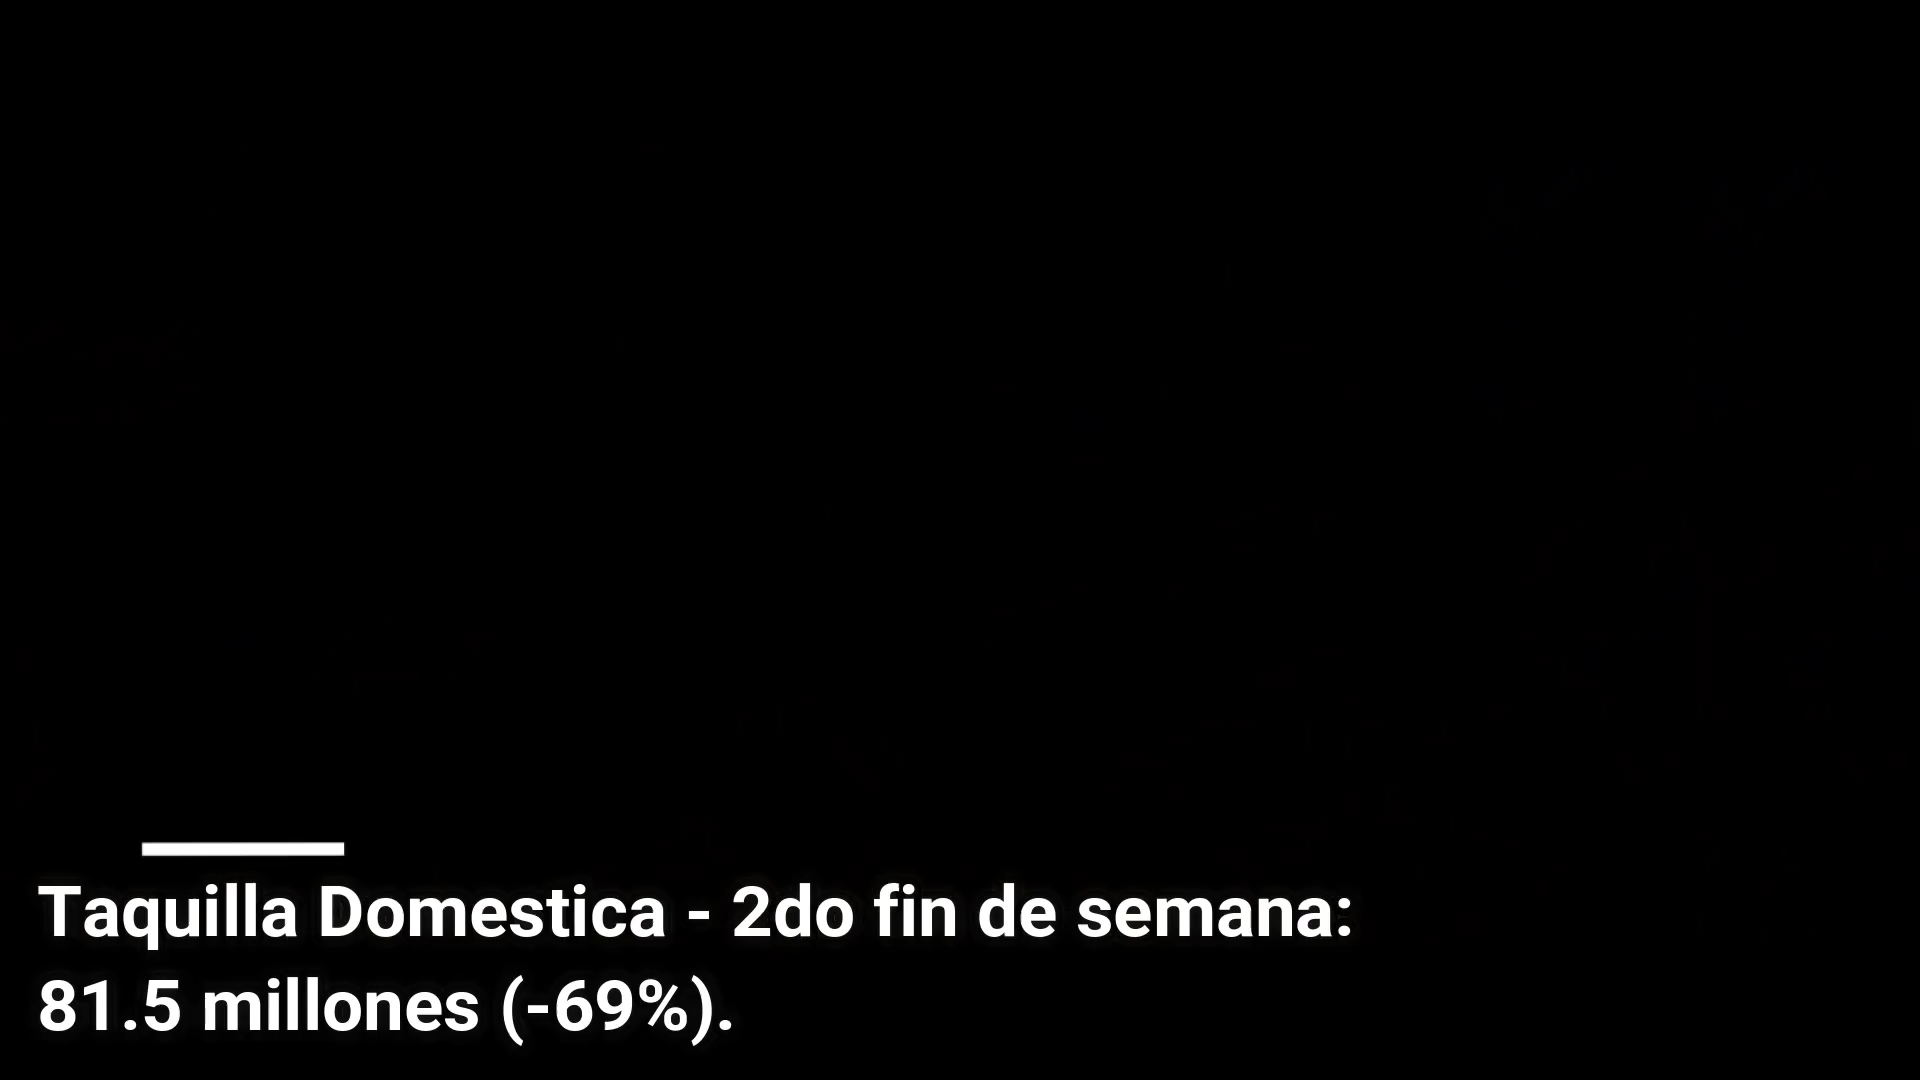 Taquilla Domestica - 2do fin de semana:
81.5 millones (-69%).